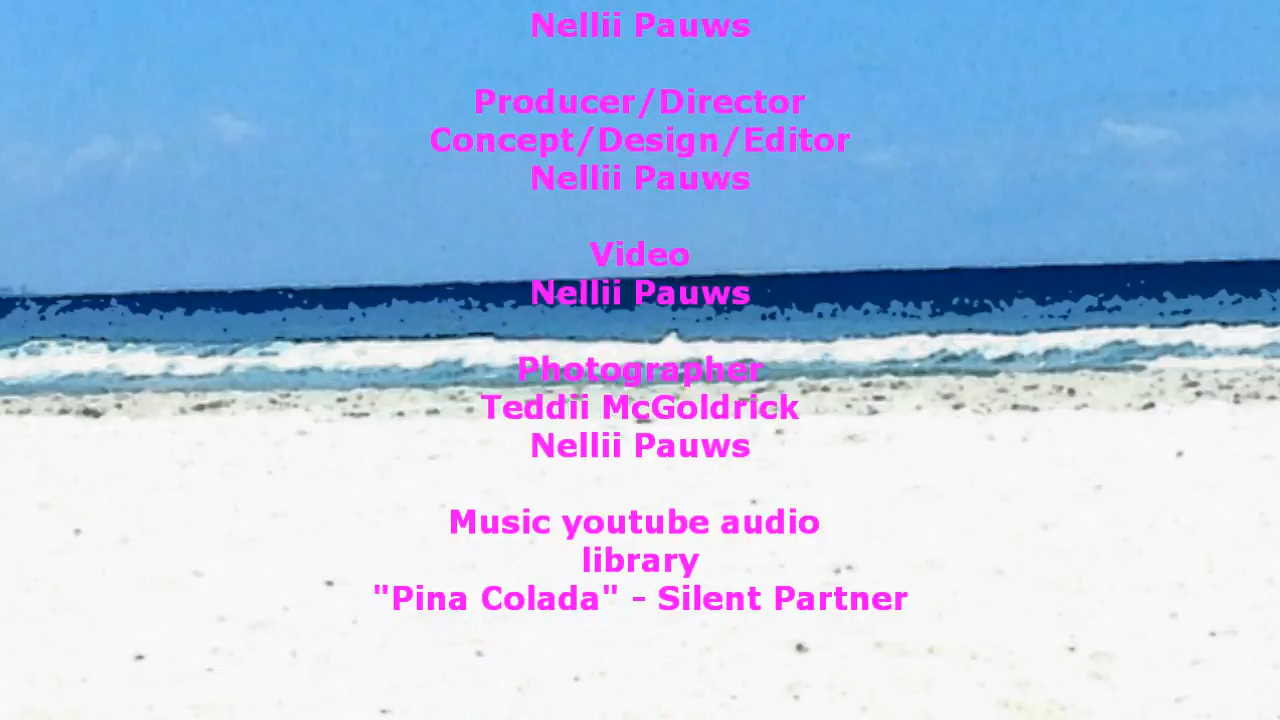 Nellii Pauws
Producer/Director
Concept/Design/Editor
Nellii Pauws
Video
Nellii Pauws
Photographer
Teddii McGoldrick
Nellii Pauws
Music youtube audio
library
"Pina Colada" - Silent Partner